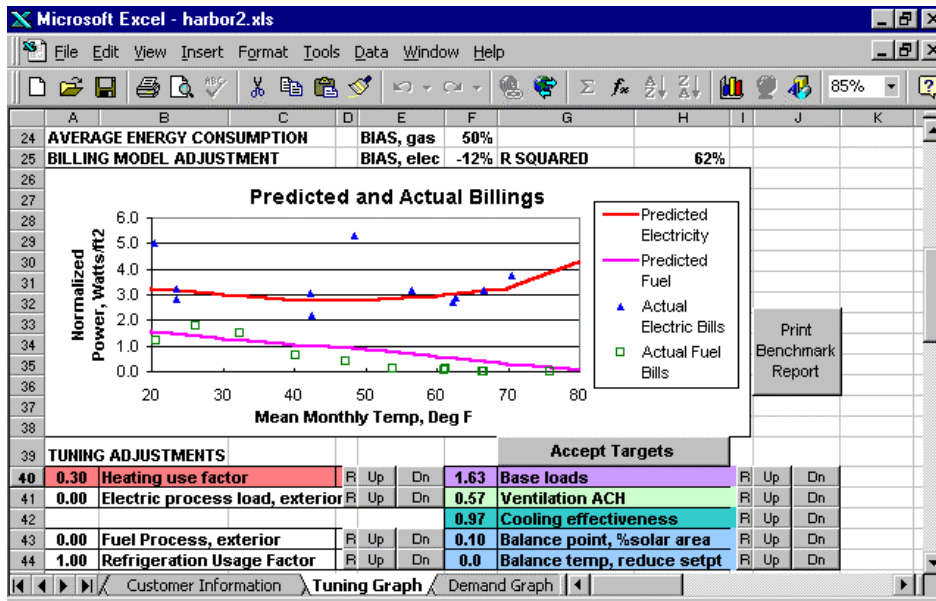 Microsoft Excel - harbor2.xls
File Edit View Insert Format Tools Data Window Help
ABC Σ fx A Z Z A 85% ?
A B C D E F G H I J K
24 AVERAGE ENERGY CONSUMPTION BIAS, gas 50%
25 BILLING MODEL ADJUSTMENT BIAS, elec -12% R SQUARED 62%
26
27
28
29
30
31
32
33
34
35
36
37
38
Predicted and Actual Billings
Normalized
Power, Watts/ft2
6.0
5.0
4.0
3.0
2.0
1.0
0.0
20 30 40 50 60 70 80
Mean Monthly Temp, Deg F
Predicted
Electricity
Predicted
Fuel
Actual
Electric Bills
Actual Fuel
Bills
Print
Benchmark
Report
39 TUNING ADJUSTMENTS Accept Targets
40 0.30 Heating use factor R Up Dn 1.63 Base loads R Up Dn
41 0.00 Electric process load, exterior R Up Dn 0.57 Ventilation ACH R Up Dn
42 0.97 Cooling effectiveness R Up Dn
43 0.00 Fuel Process, exterior R Up Dn 0.10 Balance point, %solar area R Up Dn
44 1.00 Refrigeration Usage Factor R Up Dn 0.0 Balance temp, reduce setpt R Up Dn
Customer Information Tuning Graph Demand Graph